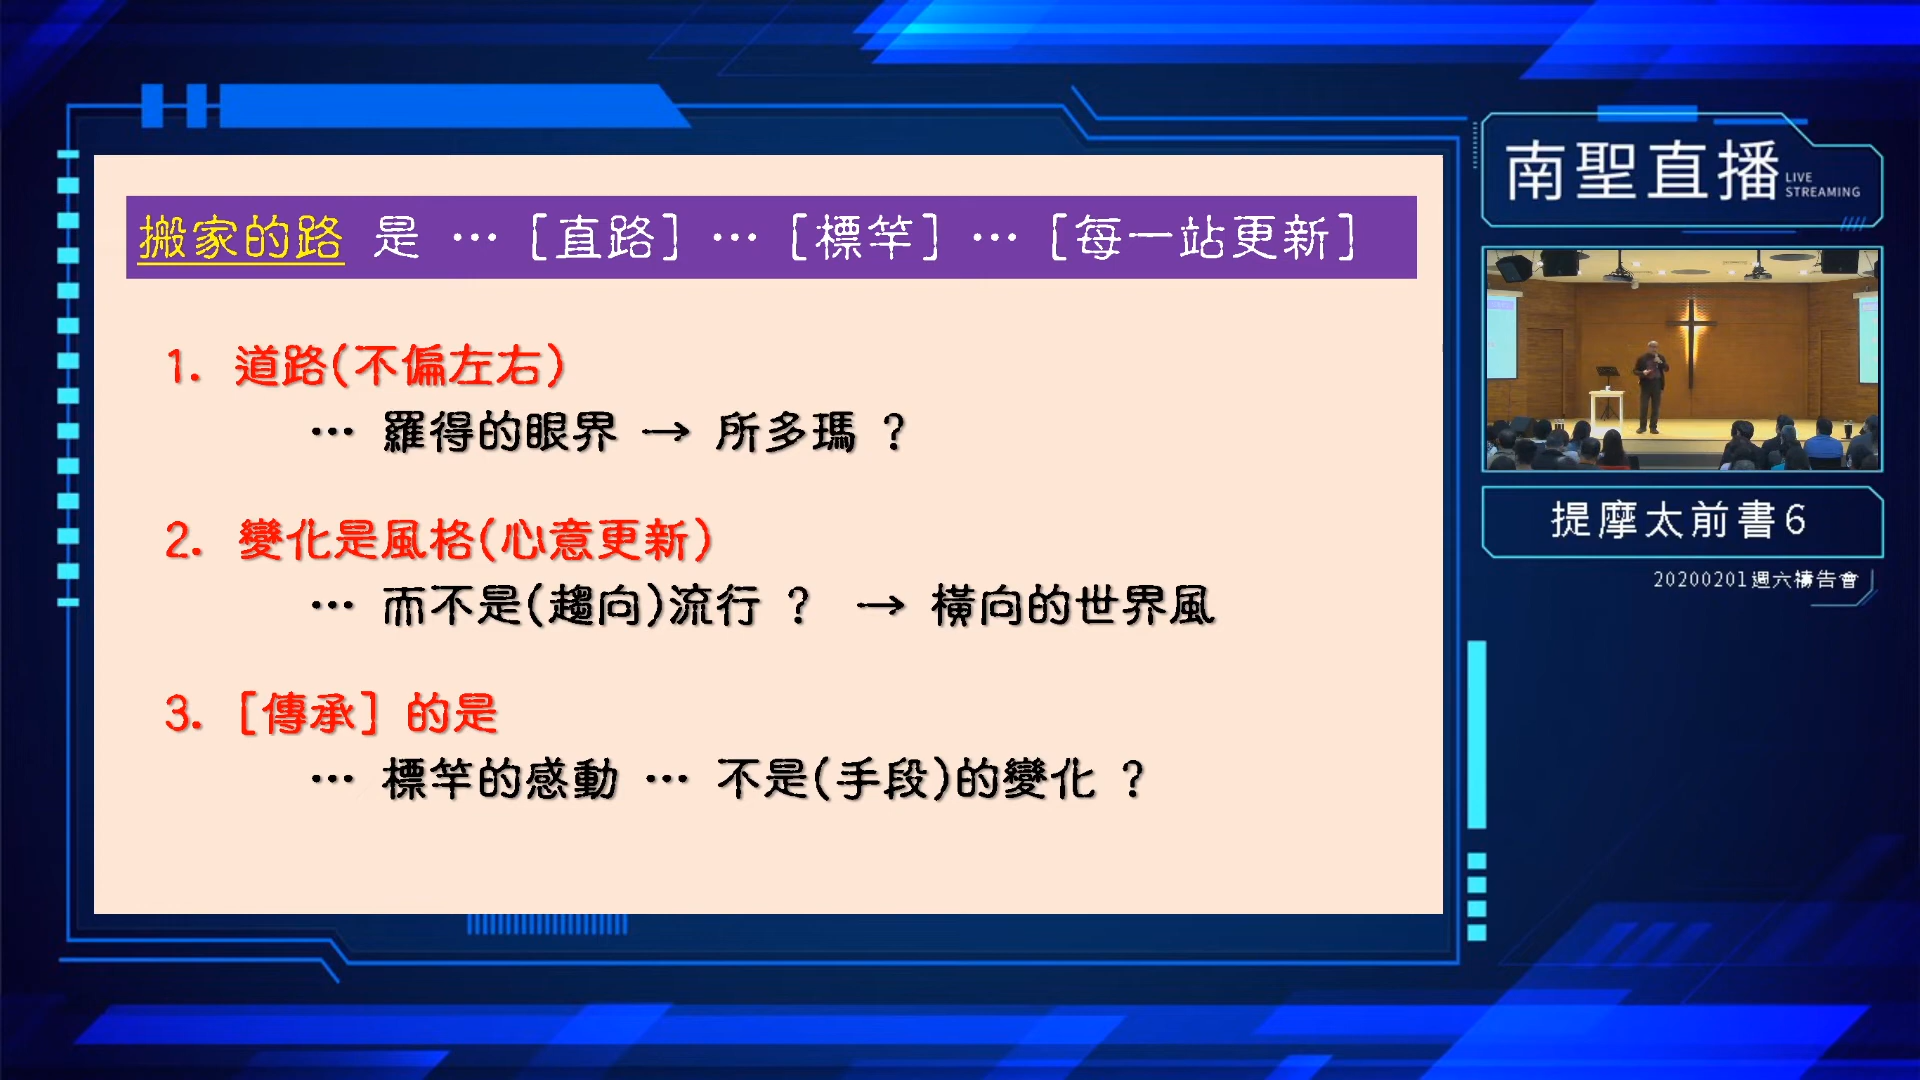 搬家的路 是 … [直路] … [標竿] … [每一站更新]
1. 道路(不偏左右)
… 羅得的眼界 → 所多瑪 ?
2. 變化是風格(心意更新)
… 而不是(趨向)流行 ? → 橫向的世界風
3. [傳承] 的是
… 標竿的感動 … 不是(手段)的變化 ?
南聖直播
LIVE
STREAMING
提摩太前書6
20200201週六禱告會